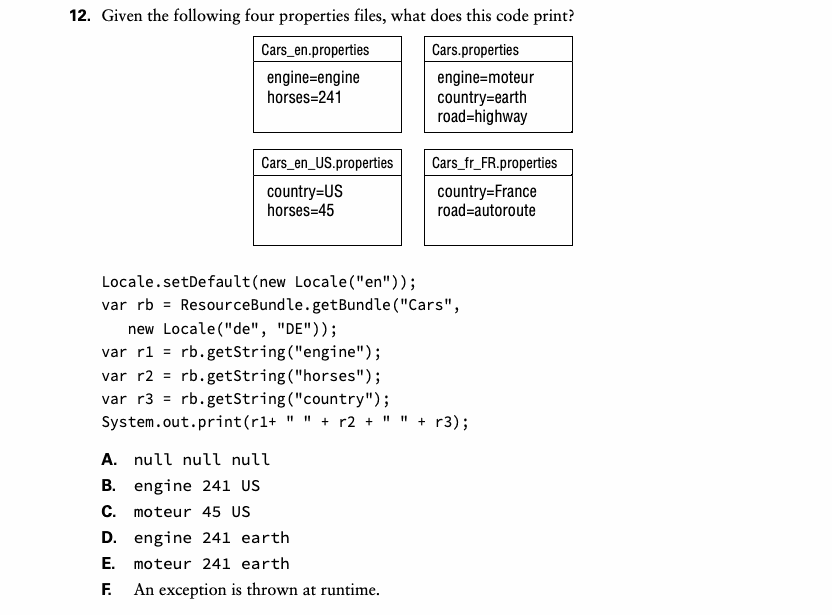 12. Given the following four properties files, what does this code print?
Cars_en.properties
engine=engine
horses=241
Cars.properties
engine=moteur
country=earth
road=highway
Cars_en_US.properties
country=US
horses=45
Cars_fr_FR.properties
country=France
road=autoroute
Locale.setDefault(new Locale("en"));
var rb = ResourceBundle.getBundle("Cars",
   new Locale("de", "DE"));
var r1 = rb.getString("engine");
var r2 = rb.getString("horses");
var r3 = rb.getString("country");
System.out.print(r1+ " " + r2 + " " + r3);
A. null null null
B. engine 241 US
C. moteur 45 US
D. engine 241 earth
E. moteur 241 earth
F. An exception is thrown at runtime.